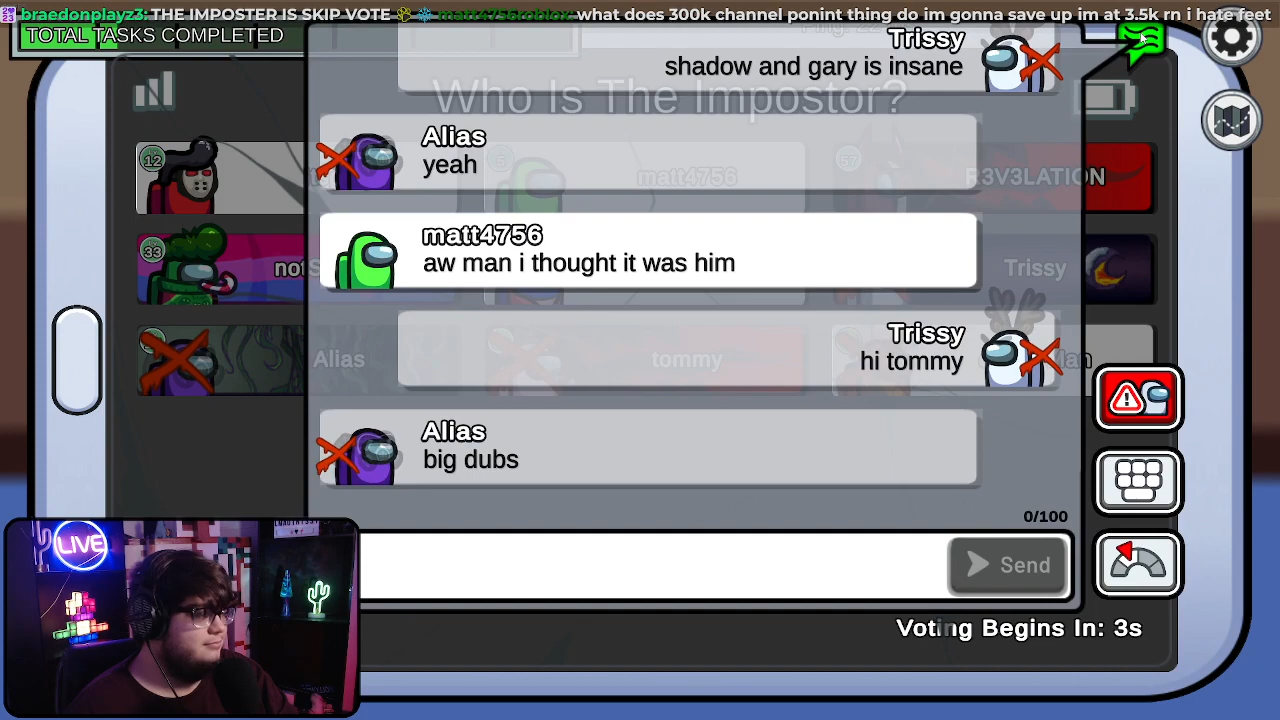 braedonplayz3: THE IMPOSTER IS SKIP VOTE matt4756roblox: what does 300k channel ponint thing do im gonna save up im at 3.5k rn i hate feet
TOTAL TASKS COMPLETED
Trissy
shadow and gary is insane
Who Is The Impostor?
Alias
yeah
12
matt4756
57
R3V3LATION
matt4756
aw man i thought it was him
33
Trissy
Trissy
hi tommy
Alias
tommy
Alias
big dubs
0/100
Send
Voting Begins In: 3s
LIVE